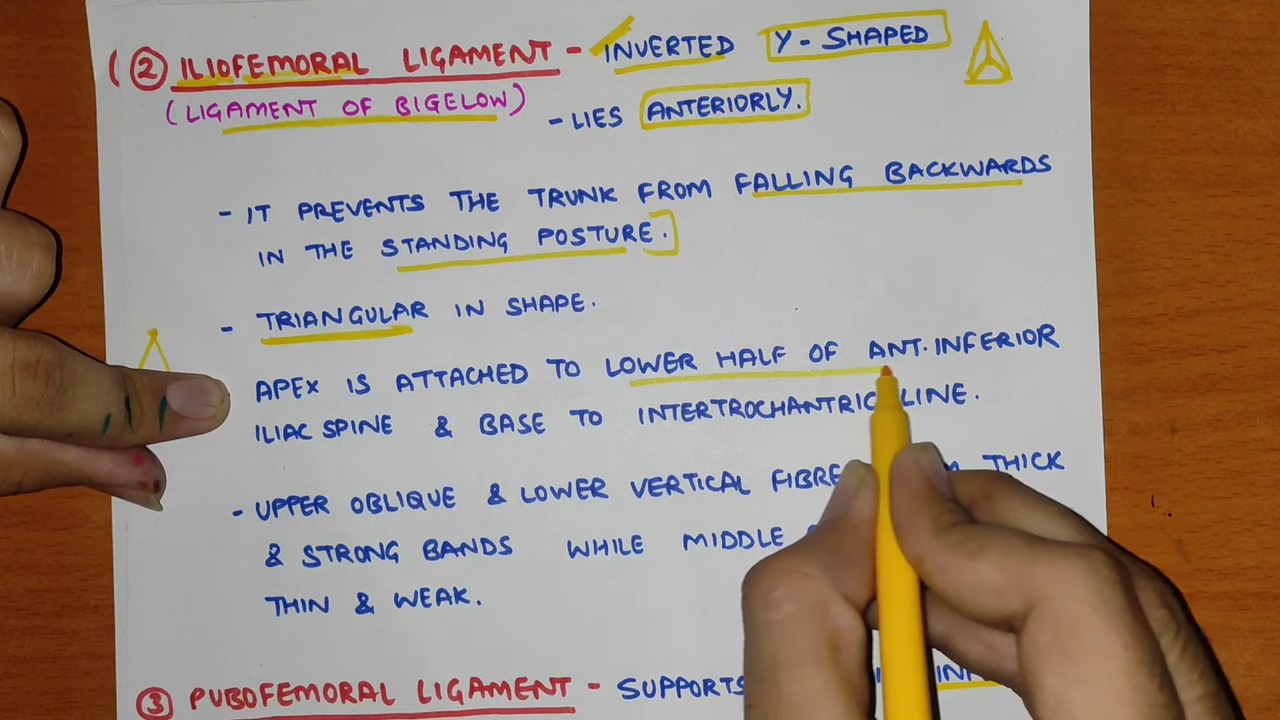 (② ILIOFEMORAL LIGAMENT - INVERTED Y-SHAPED
(LIGAMENT OF BIGELOW) - LIES ANTERIORLY.
- IT PREVENTS THE TRUNK FROM FALLING BACKWARDS
IN THE STANDING POSTURE.
- TRIANGULAR IN SHAPE.
APEX IS ATTACHED TO LOWER HALF OF ANT. INFERIOR
ILIAC SPINE & BASE TO INTERTROCHANTRIC LINE.
- UPPER OBLIQUE & LOWER VERTICAL THICK
& STRONG BANDS WHILE MIDDLE
THIN & WEAK.
③ PUBOFEMORAL LIGAMENT - SUPPORTS